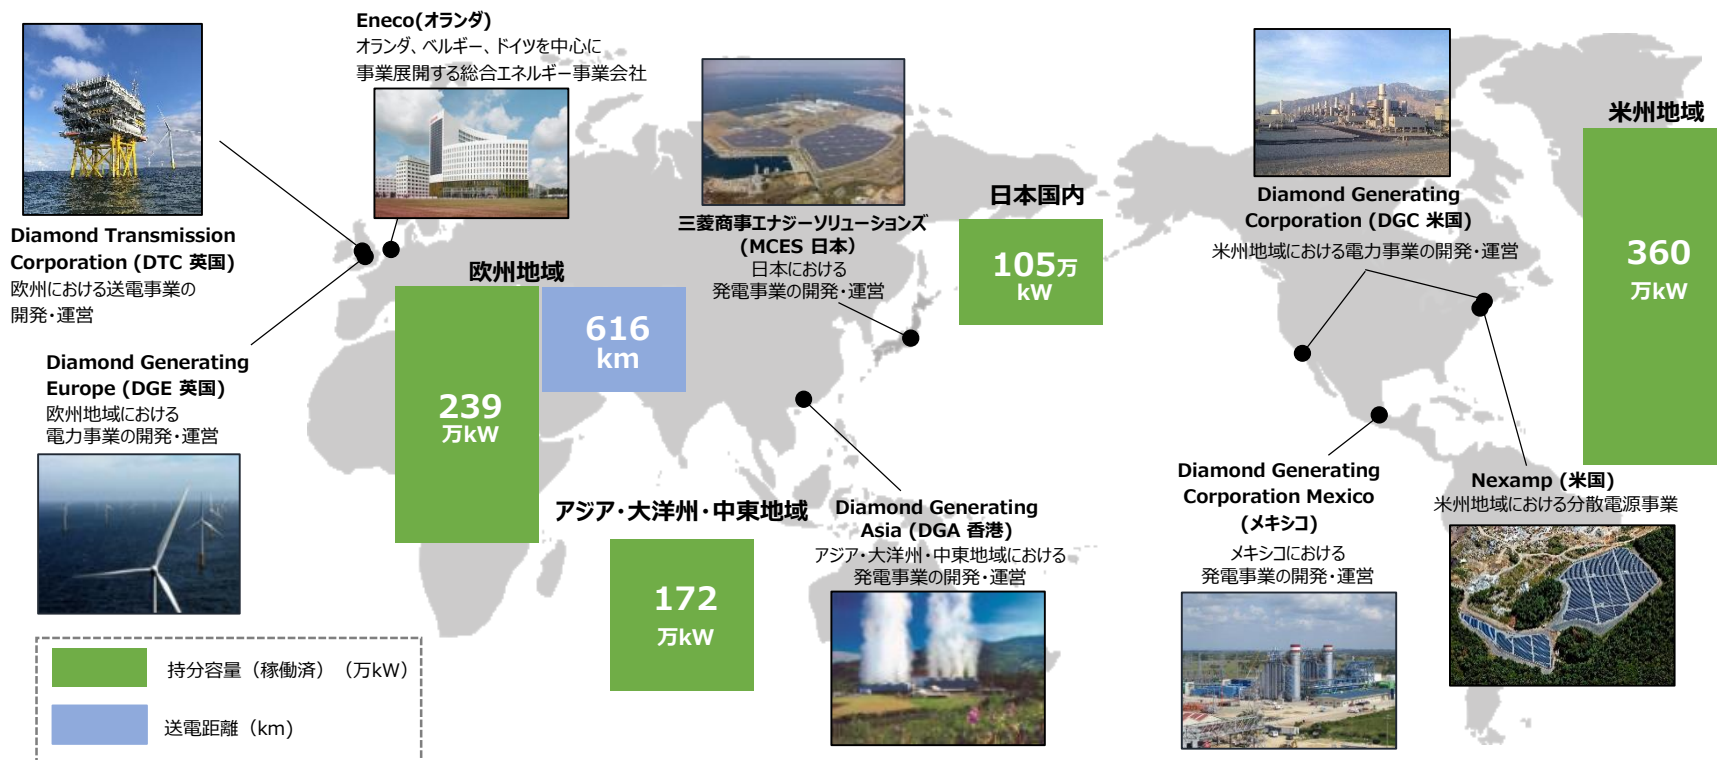 Eneco(オランダ)
オランダ、ベルギー、ドイツを中心に
事業展開する総合エネルギー事業会社
Diamond Transmission
Corporation (DTC 英国)
欧州における送電事業の
開発・運営
Diamond Generating
Europe (DGE 英国)
欧州地域における
電力事業の開発・運営
欧州地域
239
万kW
616
km
三菱商事エナジーソリューションズ
(MCES 日本)
日本における
発電事業の開発・運営
日本国内
105万
kW
アジア・大洋州・中東地域
172
万kW
Diamond Generating
Asia (DGA 香港)
アジア・大洋州・中東地域における
発電事業の開発・運営
Diamond Generating
Corporation (DGC 米国)
米州地域における電力事業の開発・運営
米州地域
360
万kW
Diamond Generating
Corporation Mexico
(メキシコ)
メキシコにおける
発電事業の開発・運営
Nexamp (米国)
米州地域における分散電源事業
持分容量（稼働済）（万kW）
送電距離（km)